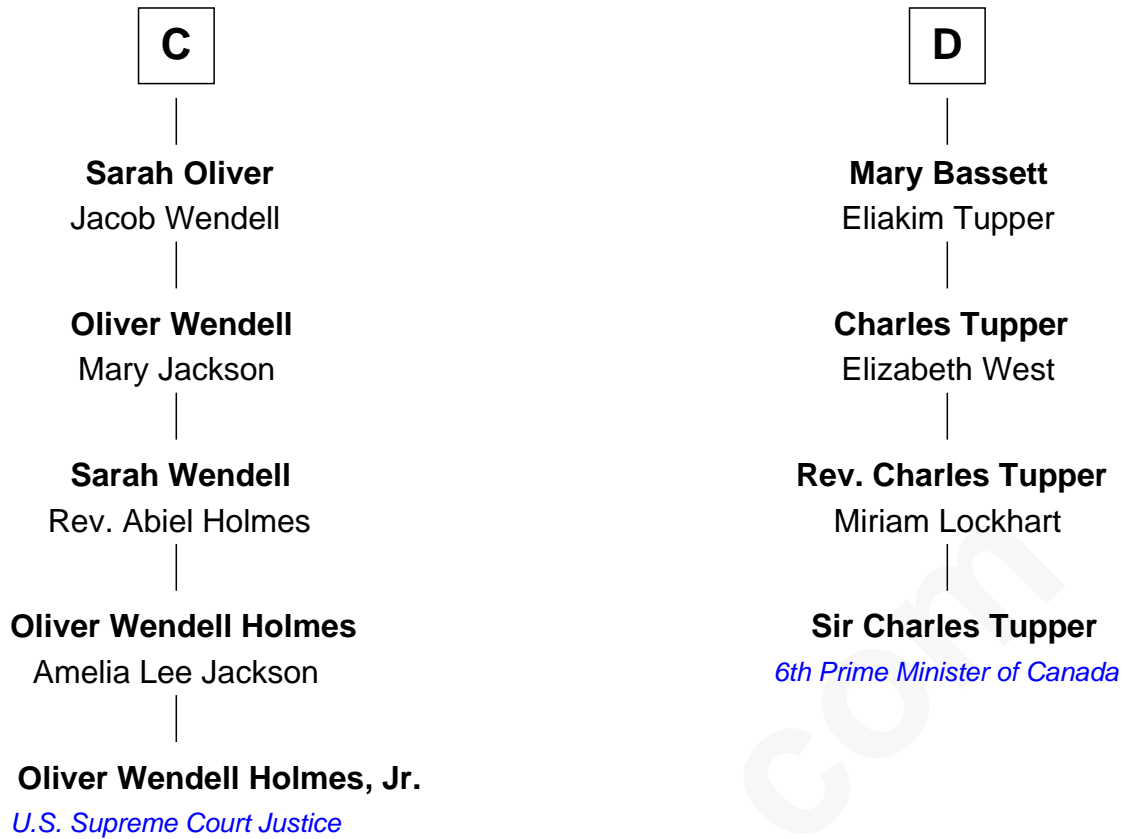 C
Sarah Oliver
Jacob Wendell
Oliver Wendell
Mary Jackson
Sarah Wendell
Rev. Abiel Holmes
Oliver Wendell Holmes
Amelia Lee Jackson
Oliver Wendell Holmes, Jr.
U.S. Supreme Court Justice
D
Mary Bassett
Eliakim Tupper
Charles Tupper
Elizabeth West
Rev. Charles Tupper
Miriam Lockhart
Sir Charles Tupper
6th Prime Minister of Canada
com